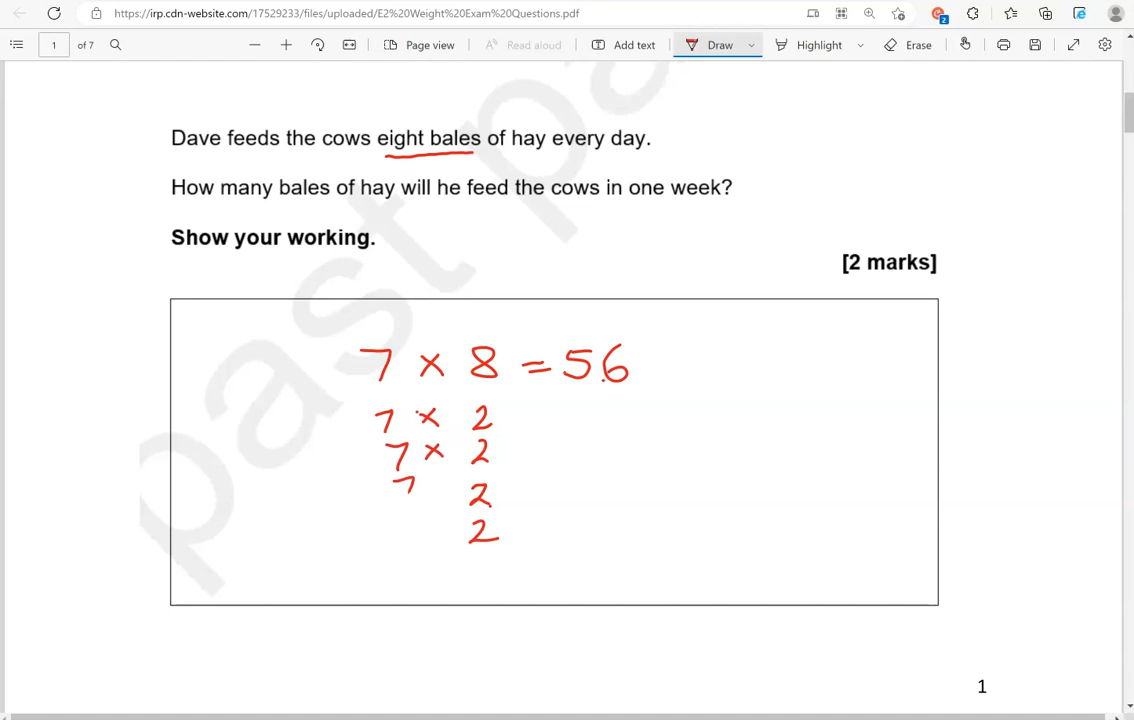 https://irp.cdn-website.com/17529233/files/uploaded/E2%20Weight%20Exam%20Questions.pdf
2
1 of 7
Page view
Read aloud
Add text
Draw
Highlight
Erase
Dave feeds the cows eight bales of hay every day.
How many bales of hay will he feed the cows in one week?
Show your working.
[2 marks]
7 × 8 = 56
7 × 2
7 × 2
7 2
2
past pa
1